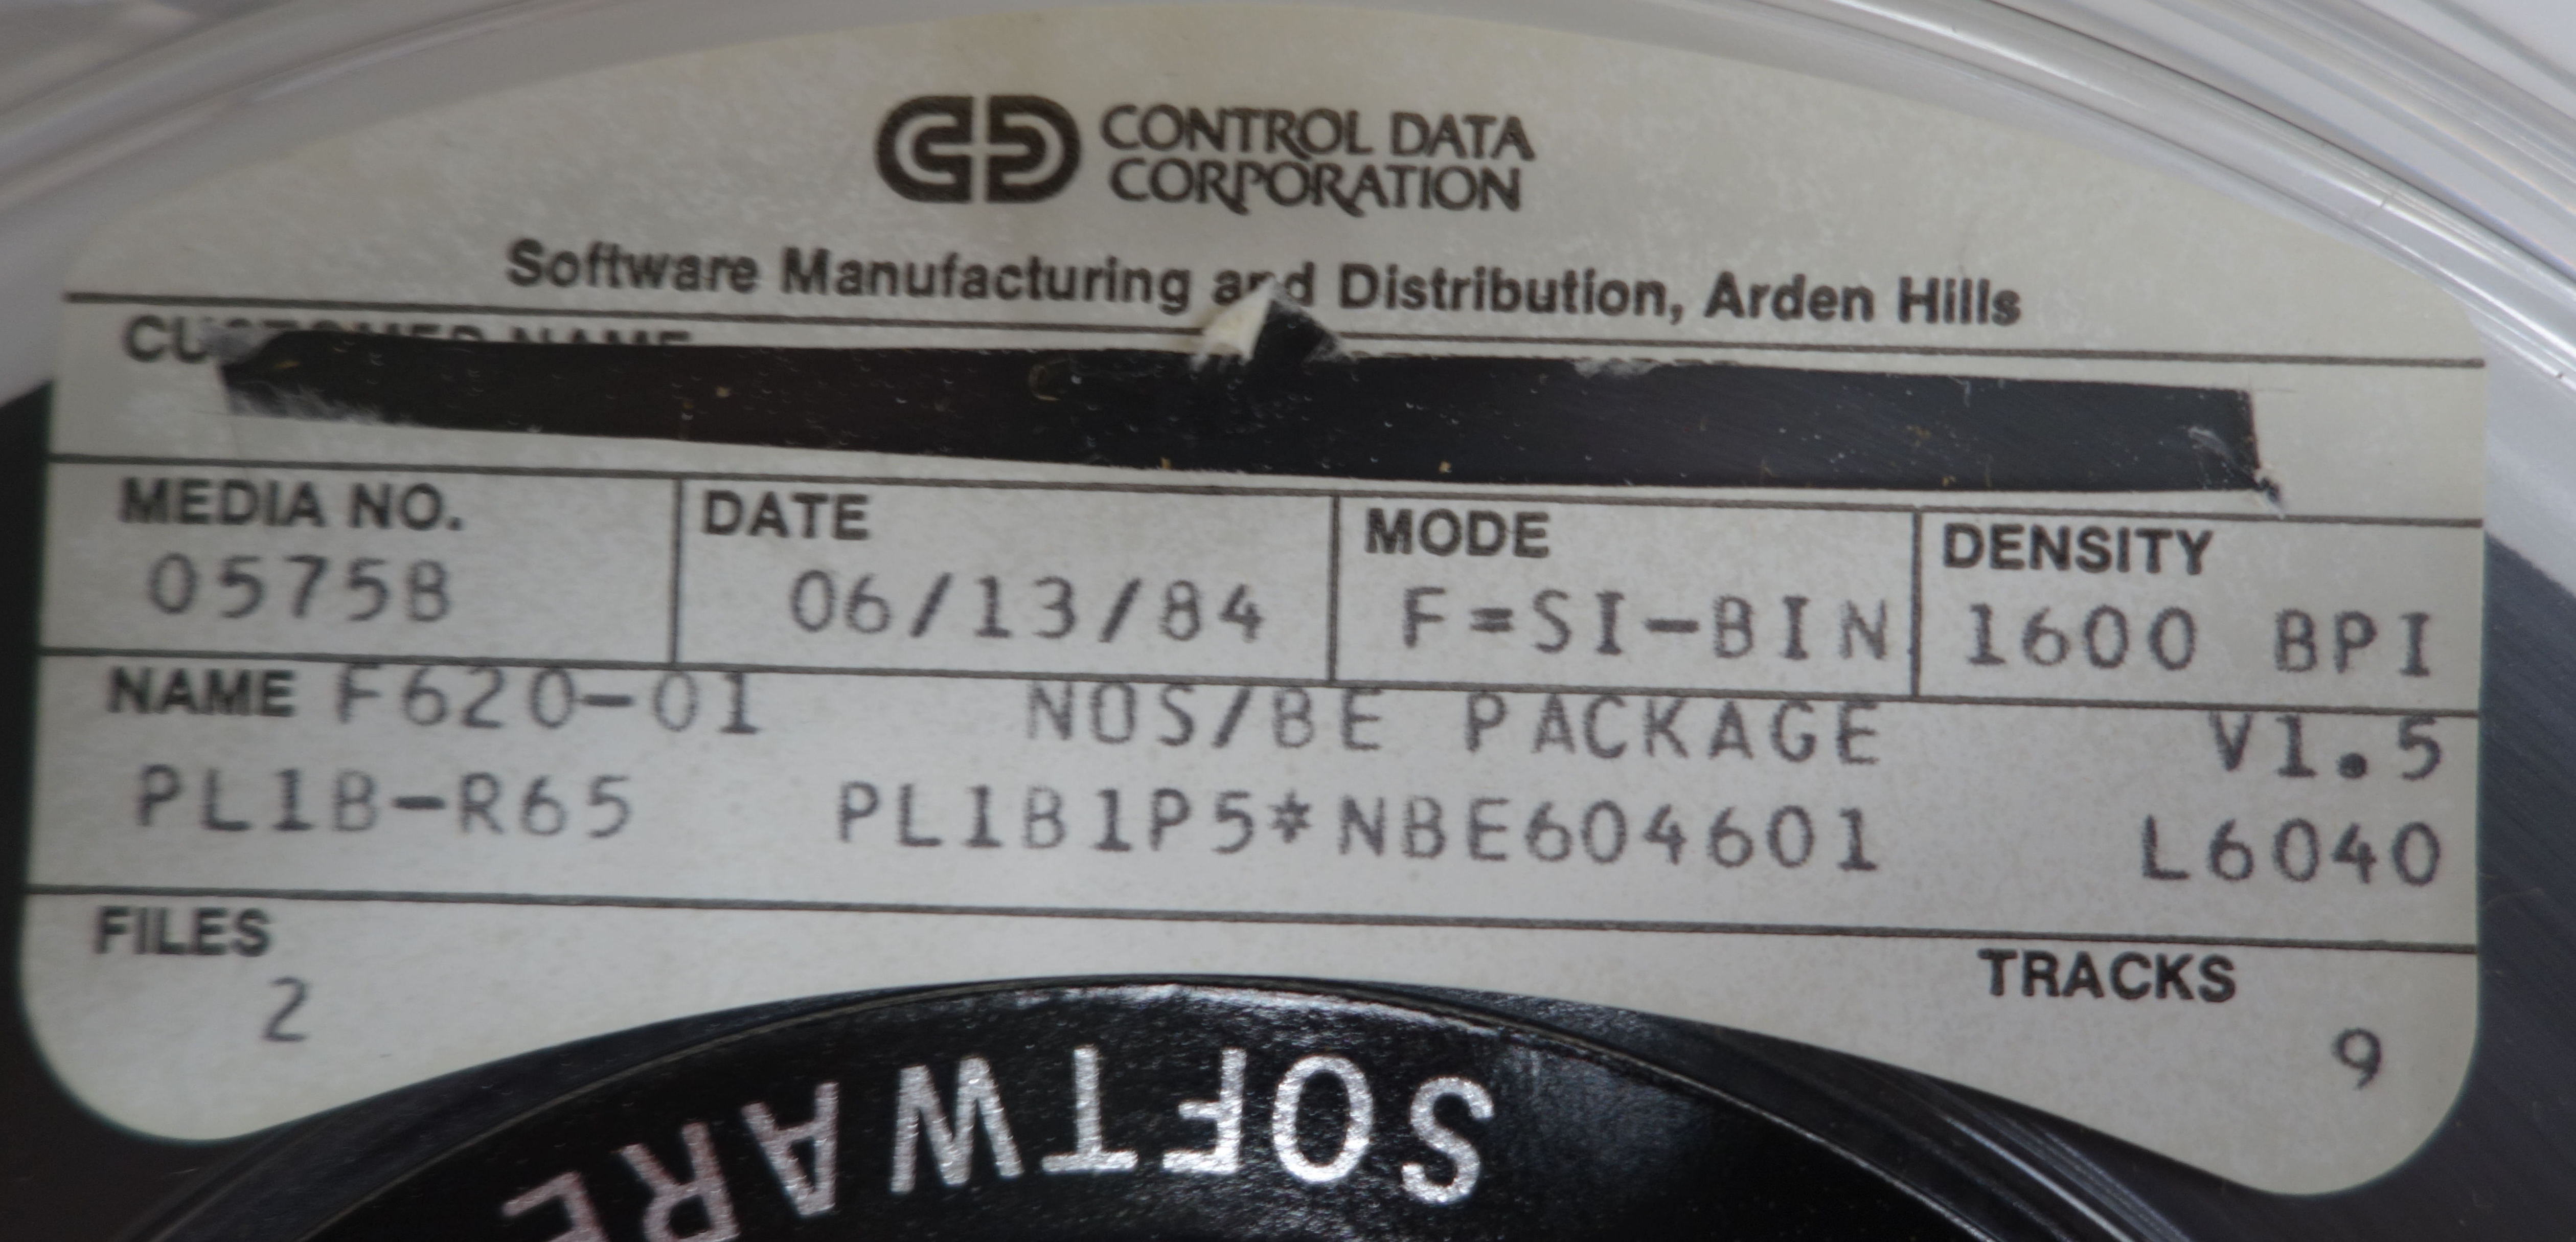 CONTROL DATA
CORPORATION
Software Manufacturing and Distribution, Arden Hills
CUSTOMER NAME
MEDIA NO. DATE MODE DENSITY
05758 06/13/84 F=SI-BIN 1600 BPI
NAME F620-01 NOS/BE PACKAGE V1.5
PL1B-R65 PL1B1P5*NBE604601 L6040
FILES TRACKS
2 9
SOFTWARE